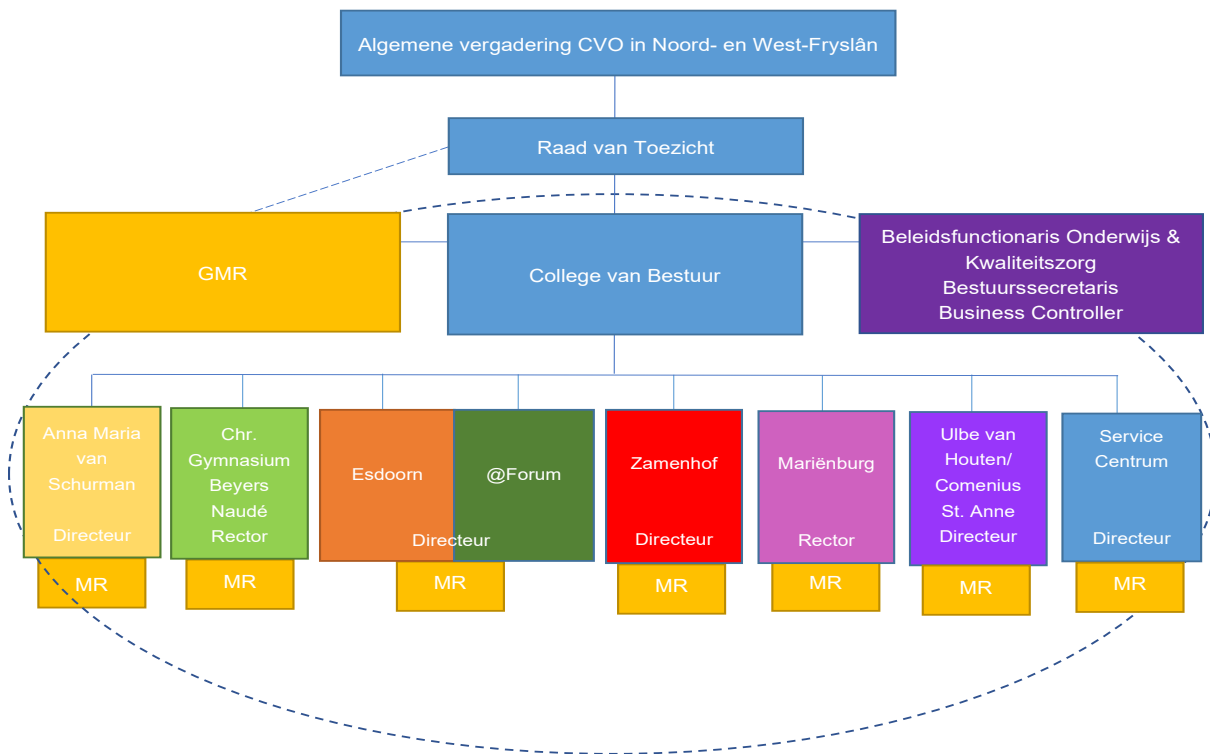 Algemene vergadering CVO in Noord- en West-Fryslân
Raad van Toezicht
GMR
College van Bestuur
Beleidsfunctionaris Onderwijs &
Kwaliteitszorg
Bestuurssecretaris
Business Controller
Anna Maria
van
Schurman
Directeur
MR
Chr.
Gymnasium
Beyers
Naudé
Rector
MR
Esdoorn
@Forum
Directeur
MR
Zamenhof
Directeur
MR
Mariënburg
Rector
MR
Ulbe van
Houten/
Comenius
St. Anne
Directeur
MR
Service
Centrum
Directeur
MR